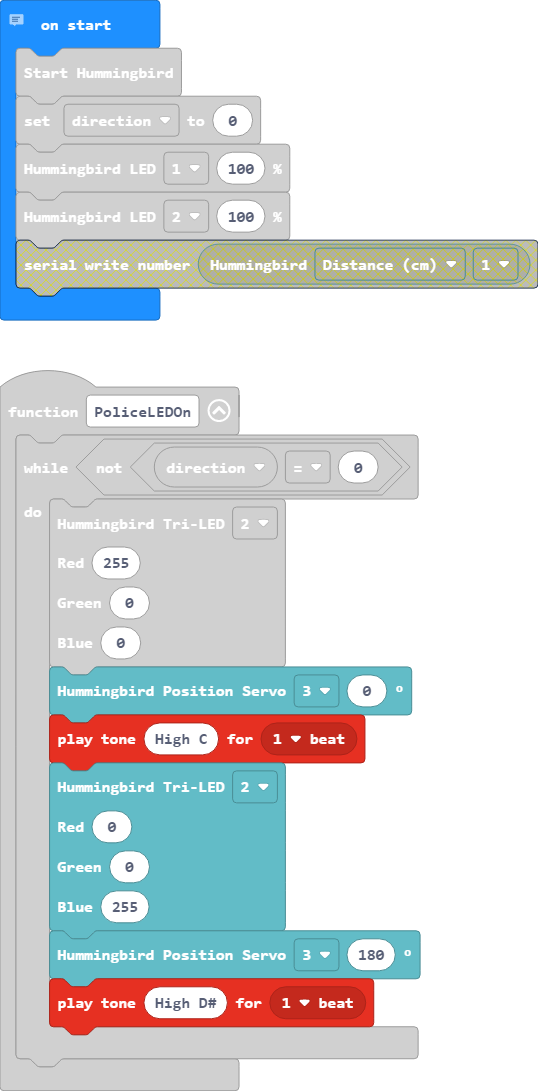 on start
Start Hummingbird
set direction to 0
Hummingbird LED 1 100 %
Hummingbird LED 2 100 %
serial write number Hummingbird Distance (cm) 1
function PoliceLEDOn
while not direction = 0
do
Hummingbird Tri-LED 2
Red 255
Green 0
Blue 0
Hummingbird Position Servo 3 0 °
play tone High C for 1 beat
Hummingbird Tri-LED 2
Red 0
Green 0
Blue 255
Hummingbird Position Servo 3 180 °
play tone High D# for 1 beat